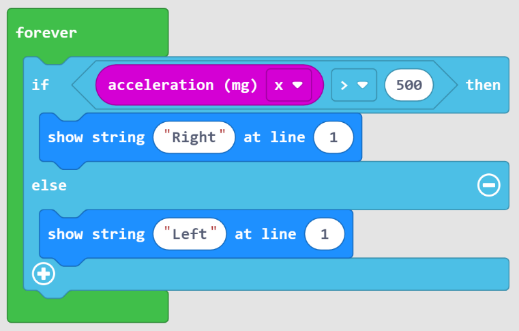 forever
if acceleration (mg) x > 500 then
show string "Right" at line 1
else
show string "Left" at line 1